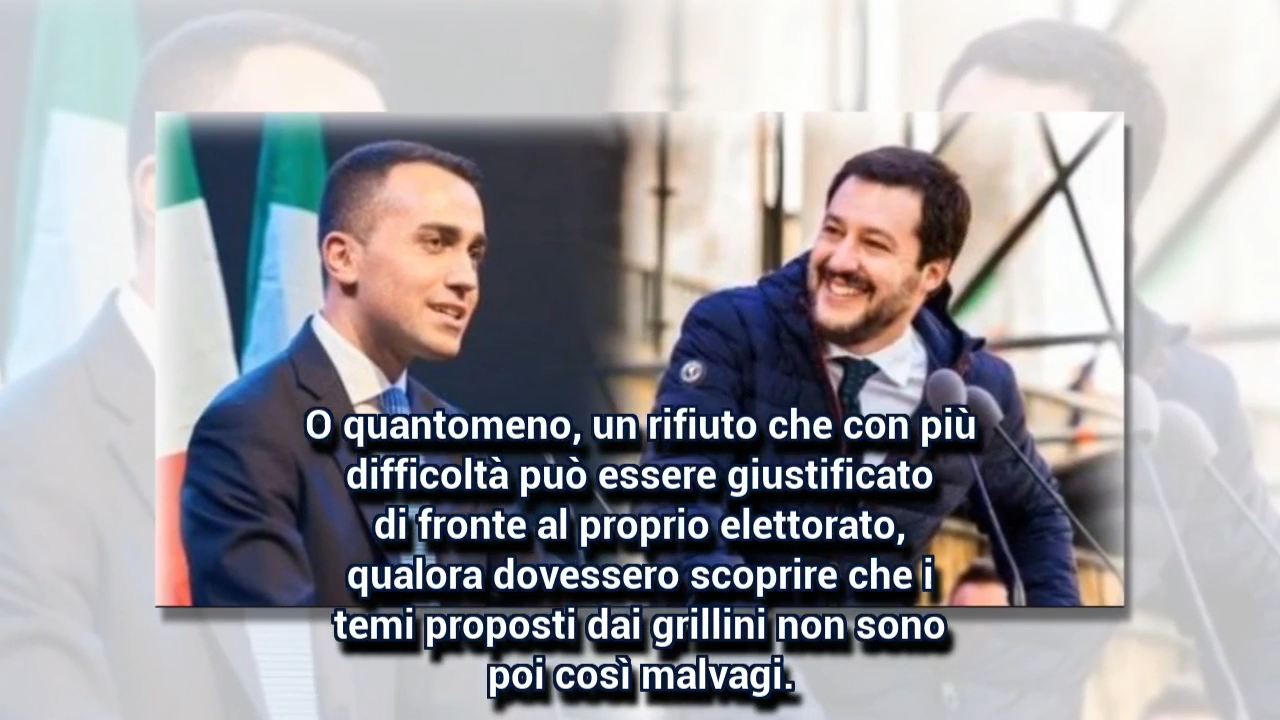 O quantomeno, un rifiuto che con più
difficoltà può essere giustificato
di fronte al proprio elettorato,
qualora dovessero scoprire che i
temi proposti dai grillini non sono
poi così malvagi.